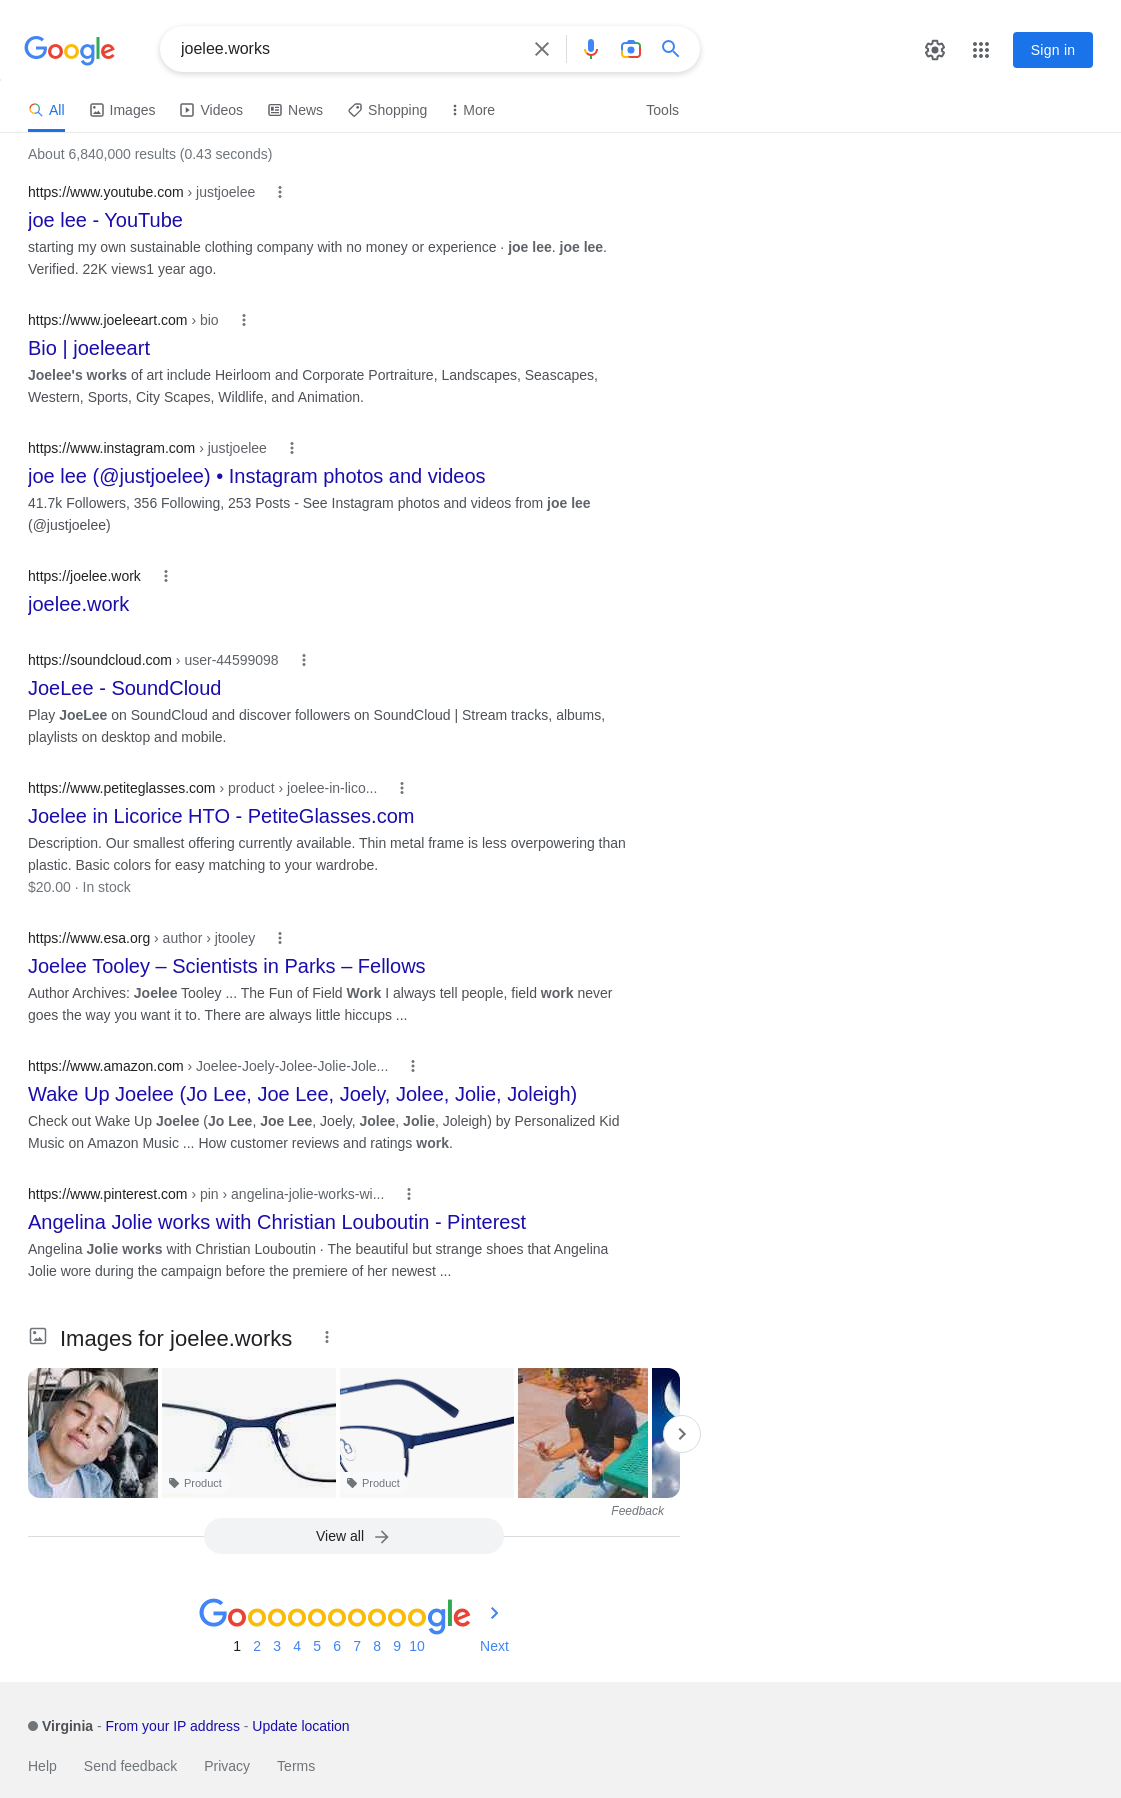 Google
joelee.works
Sign in
All
Images
Videos
News
Shopping
More
Tools
About 6,840,000 results (0.43 seconds)
https://www.youtube.com › justjoelee
joe lee - YouTube
starting my own sustainable clothing company with no money or experience · joe lee. joe lee.
Verified. 22K views1 year ago.
https://www.joeleeart.com › bio
Bio | joeleeart
Joelee's works of art include Heirloom and Corporate Portraiture, Landscapes, Seascapes,
Western, Sports, City Scapes, Wildlife, and Animation.
https://www.instagram.com › justjoelee
joe lee (@justjoelee) • Instagram photos and videos
41.7k Followers, 356 Following, 253 Posts - See Instagram photos and videos from joe lee
(@justjoelee)
https://joelee.work
joelee.work
https://soundcloud.com › user-44599098
JoeLee - SoundCloud
Play JoeLee on SoundCloud and discover followers on SoundCloud | Stream tracks, albums,
playlists on desktop and mobile.
https://www.petiteglasses.com › product › joelee-in-lico...
Joelee in Licorice HTO - PetiteGlasses.com
Description. Our smallest offering currently available. Thin metal frame is less overpowering than
plastic. Basic colors for easy matching to your wardrobe.
$20.00 · In stock
https://www.esa.org › author › jtooley
Joelee Tooley – Scientists in Parks – Fellows
Author Archives: Joelee Tooley ... The Fun of Field Work I always tell people, field work never
goes the way you want it to. There are always little hiccups ...
https://www.amazon.com › Joelee-Joely-Jolee-Jolie-Jole...
Wake Up Joelee (Jo Lee, Joe Lee, Joely, Jolee, Jolie, Joleigh)
Check out Wake Up Joelee (Jo Lee, Joe Lee, Joely, Jolee, Jolie, Joleigh) by Personalized Kid
Music on Amazon Music ... How customer reviews and ratings work.
https://www.pinterest.com › pin › angelina-jolie-works-wi...
Angelina Jolie works with Christian Louboutin - Pinterest
Angelina Jolie works with Christian Louboutin · The beautiful but strange shoes that Angelina
Jolie wore during the campaign before the premiere of her newest ...
Images for joelee.works
Product
Product
Feedback
View all
Goooooooooogle
1 2 3 4 5 6 7 8 9 10 Next
Virginia - From your IP address - Update location
Help Send feedback Privacy Terms